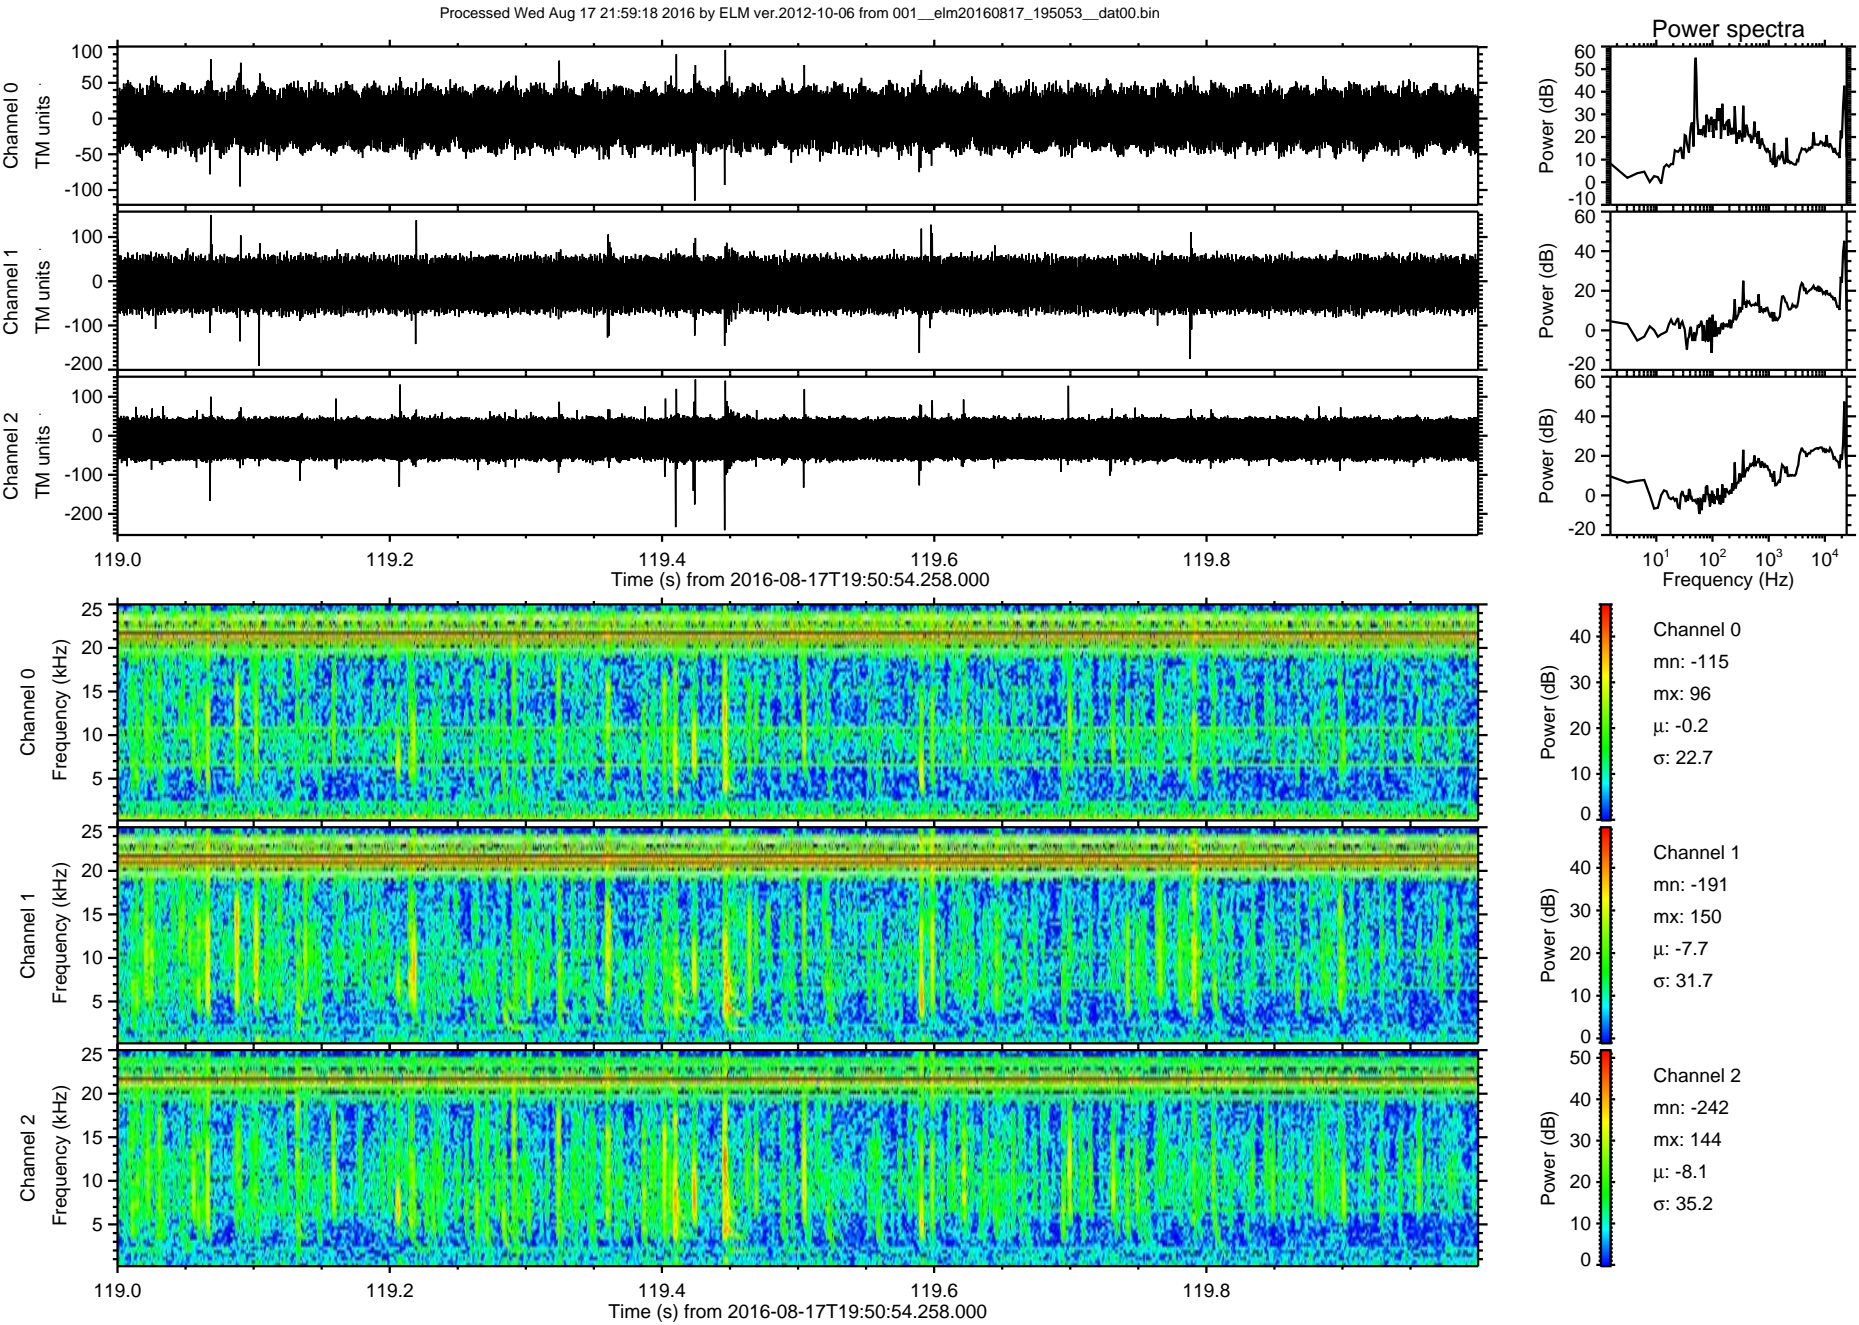 Processed Wed Aug 17 21:59:18 2016 by ELM ver.2012-10-06 from 001__elm20160817_195053__dat00.bin
Power spectra
Channel 0
TM units
100
50
0
-50
-100
Power (dB)
60
50
40
30
20
10
0
-10
Channel 1
TM units
100
0
-100
-200
Power (dB)
60
40
20
0
-20
Channel 2
TM units
100
0
-100
-200
Power (dB)
60
40
20
0
-20
119.0 119.2 119.4 119.6 119.8
Time (s) from 2016-08-17T19:50:54.258.000
10¹ 10² 10³ 10⁴
Frequency (Hz)
Channel 0
Frequency (kHz)
25
20
15
10
5
Power (dB)
40
30
20
10
0
Channel 0
mn: -115
mx: 96
µ: -0.2
σ: 22.7
Channel 1
Frequency (kHz)
25
20
15
10
5
Power (dB)
40
30
20
10
0
Channel 1
mn: -191
mx: 150
µ: -7.7
σ: 31.7
Channel 2
Frequency (kHz)
25
20
15
10
5
Power (dB)
50
40
30
20
10
0
Channel 2
mn: -242
mx: 144
µ: -8.1
σ: 35.2
119.0 119.2 119.4 119.6 119.8
Time (s) from 2016-08-17T19:50:54.258.000